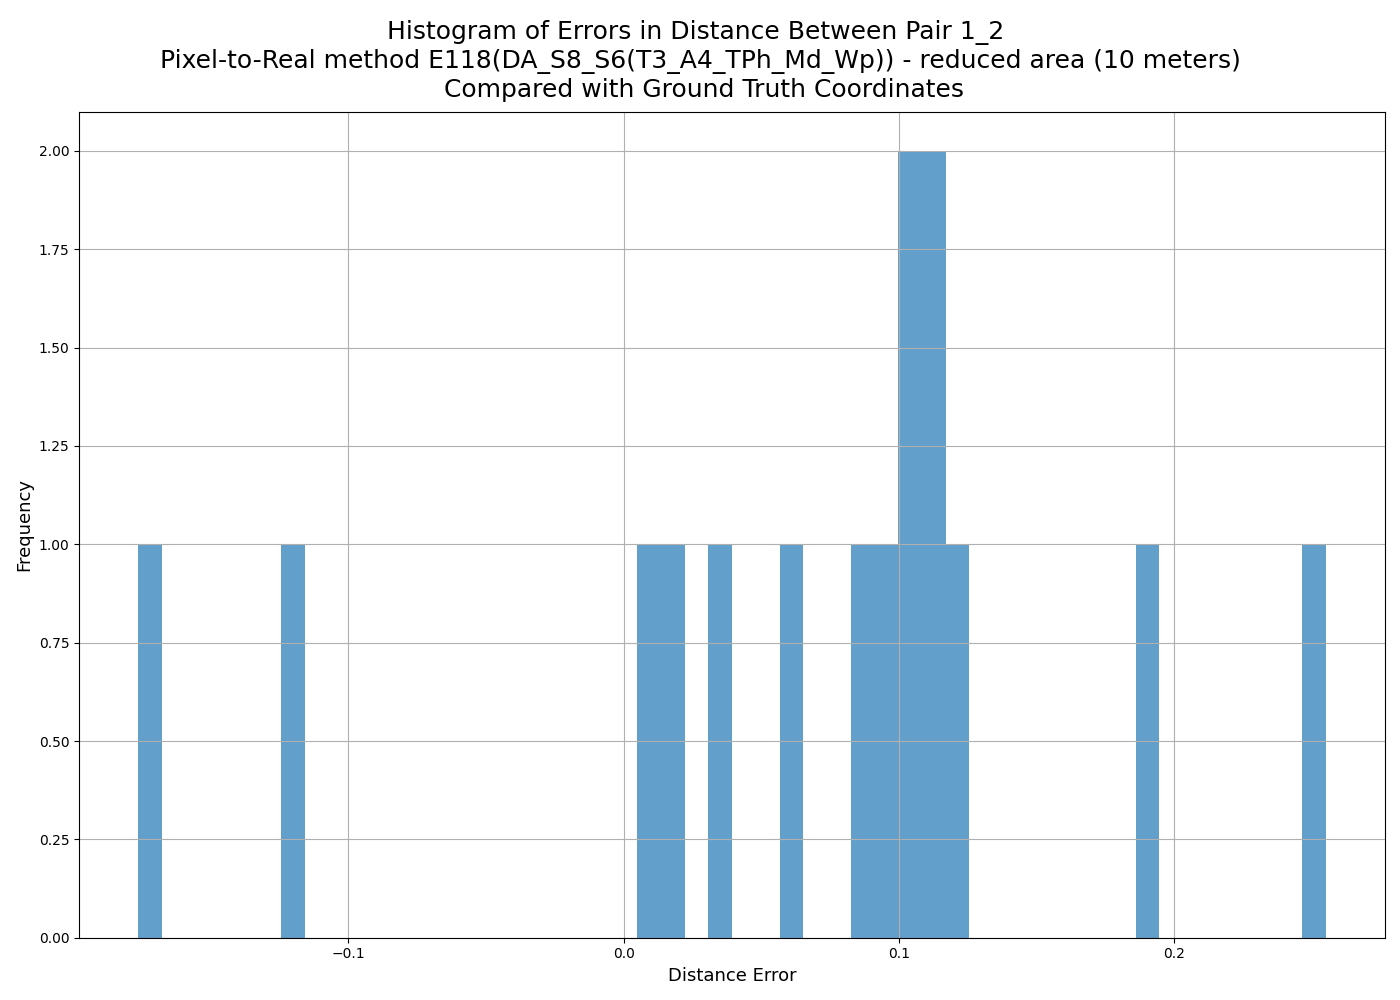 Histogram of Errors in Distance Between Pair 1_2
Pixel-to-Real method E118(DA_S8_S6(T3_A4_TPh_Md_Wp)) - reduced area (10 meters)
Compared with Ground Truth Coordinates
2.00
1.75
1.50
1.25
1.00
0.75
0.50
0.25
0.00
Frequency
−0.1
0.0
0.1
0.2
Distance Error